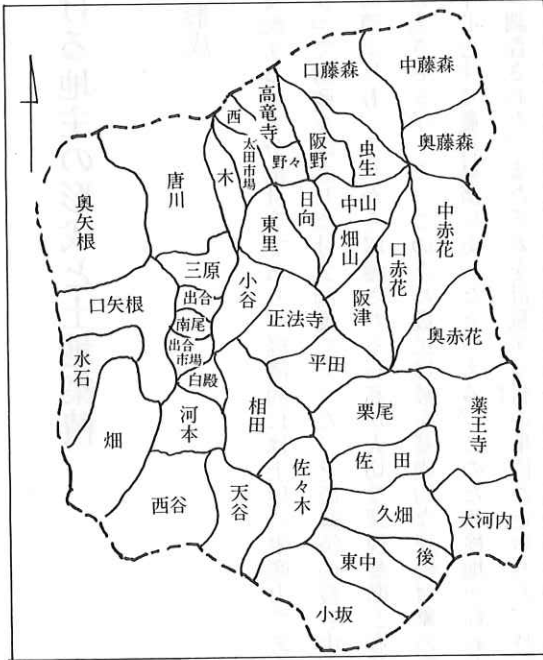 口藤森
中藤森
奥藤森
高竜寺
西
太田市場
野々
阪野
虫生
木
唐川
奥矢根
日向
中山
東里
畑山
口赤花
中赤花
三原
小谷
阪津
口矢根
出合
南尾
出合市場
正法寺
奥赤花
水石
白殿
平田
畑
河本
相田
栗尾
薬王寺
佐田
西谷
天谷
佐々木
久畑
大河内
東中
後
小坂